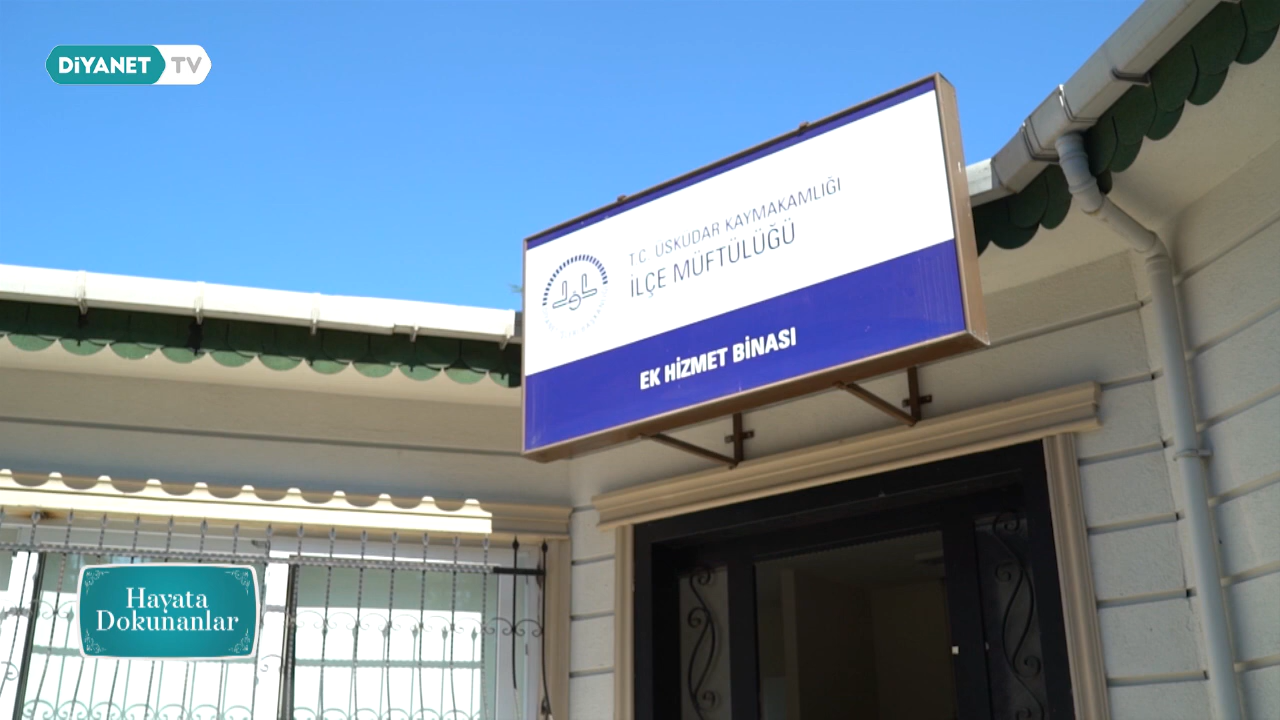 DİYANET TV
T.C. ÜSKÜDAR KAYMAKAMLIĞI
İLÇE MÜFTÜLÜĞÜ
EK HİZMET BİNASI
Hayata
Dokunanlar